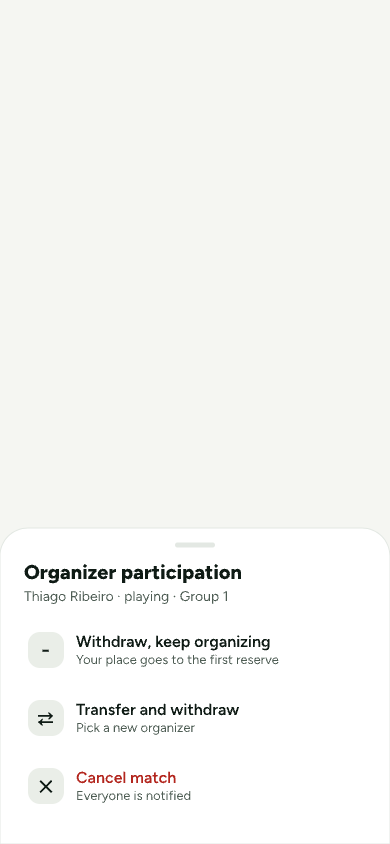 Organizer participation
Thiago Ribeiro · playing · Group 1
-
Withdraw, keep organizing
Your place goes to the first reserve
⇄
Transfer and withdraw
Pick a new organizer
Cancel match
Everyone is notified